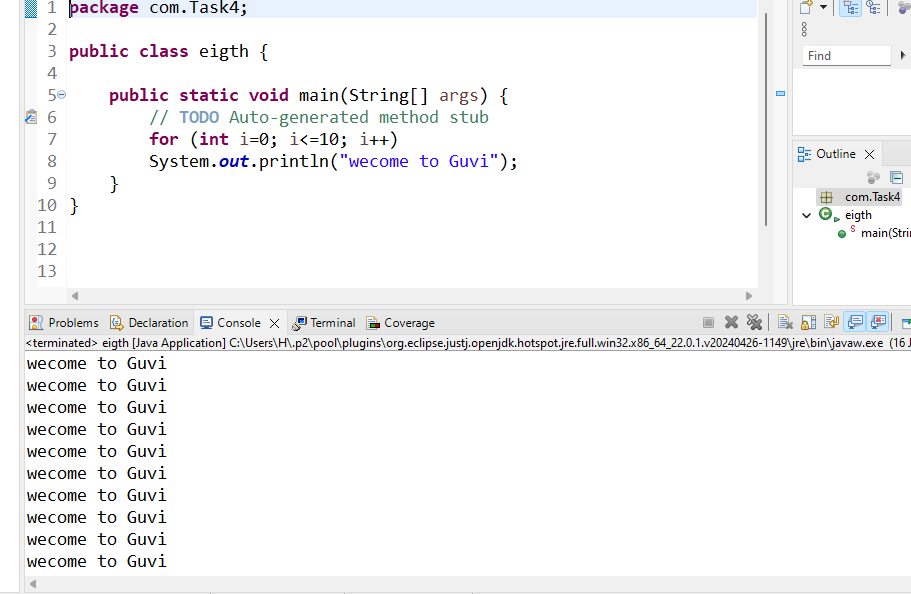 1 package com.Task4;
2
3 public class eigth {
4
5 public static void main(String[] args) {
6 // TODO Auto-generated method stub
7 for (int i=0; i<=10; i++)
8 System.out.println("wecome to Guvi");
9 }
10 }
11
12
13
Find
Outline
com.Task4
eigth
S main(Stri
Problems Declaration Console Terminal Coverage
<terminated> eigth [Java Application] C:\Users\H\.p2\pool\plugins\org.eclipse.justj.openjdk.hotspot.jre.full.win32.x86_64_22.0.1.v20240426-1149\jre\bin\javaw.exe (16 J
wecome to Guvi
wecome to Guvi
wecome to Guvi
wecome to Guvi
wecome to Guvi
wecome to Guvi
wecome to Guvi
wecome to Guvi
wecome to Guvi
wecome to Guvi